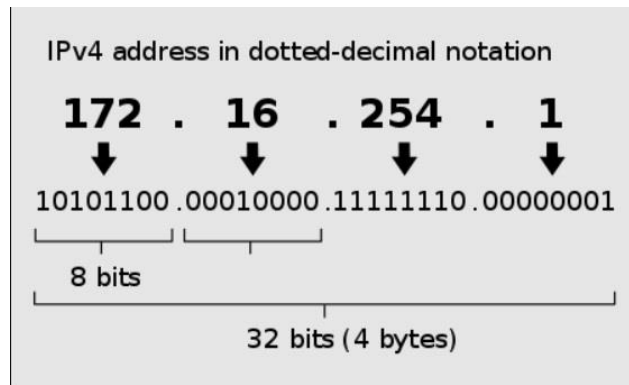 IPv4 address in dotted-decimal notation
172 . 16 . 254 . 1
10101100.00010000.11111110.00000001
8 bits
32 bits (4 bytes)